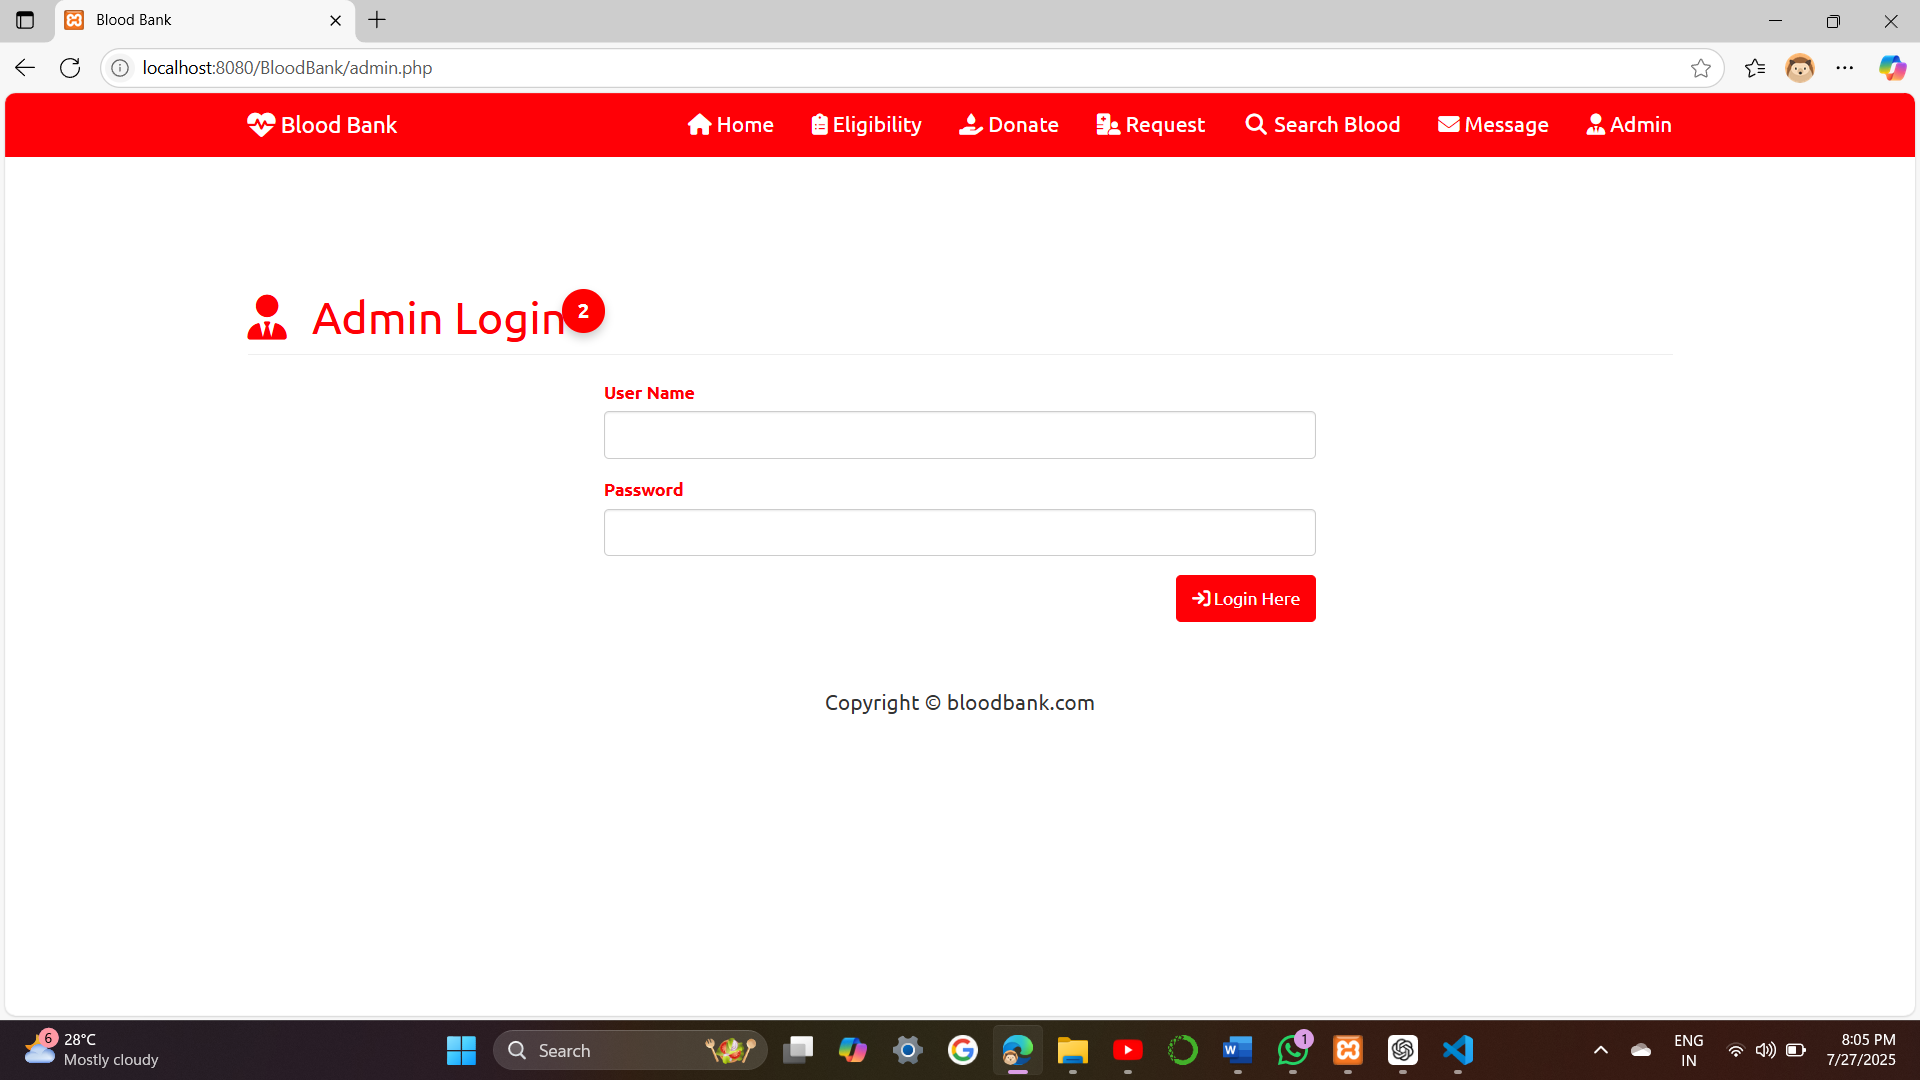 Blood Bank
localhost:8080/BloodBank/admin.php
Blood Bank Home Eligibility Donate Request Search Blood Message Admin
Admin Login 2
User Name
Password
Login Here
Copyright © bloodbank.com
6 28°C
Mostly cloudy
Search
1
ENG
IN
8:05 PM
7/27/2025